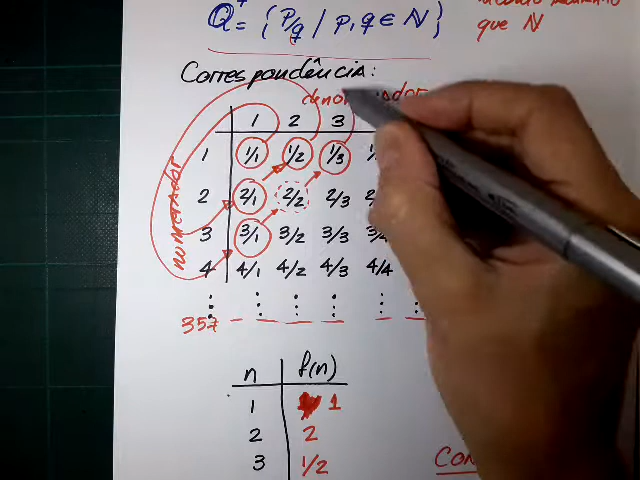 Q⁺ = { P/q / p, q ∈ ℕ }
que ℕ
Correspondência:
denominador
1 2 3
numerador
1 1/1 1/2 1/3
2 2/1 2/2 2/3
3 3/1 3/2 3/3 3/4
4 4/1 4/2 4/3 4/4
357
n f(n)
1 1
2 2
3 1/2
CON